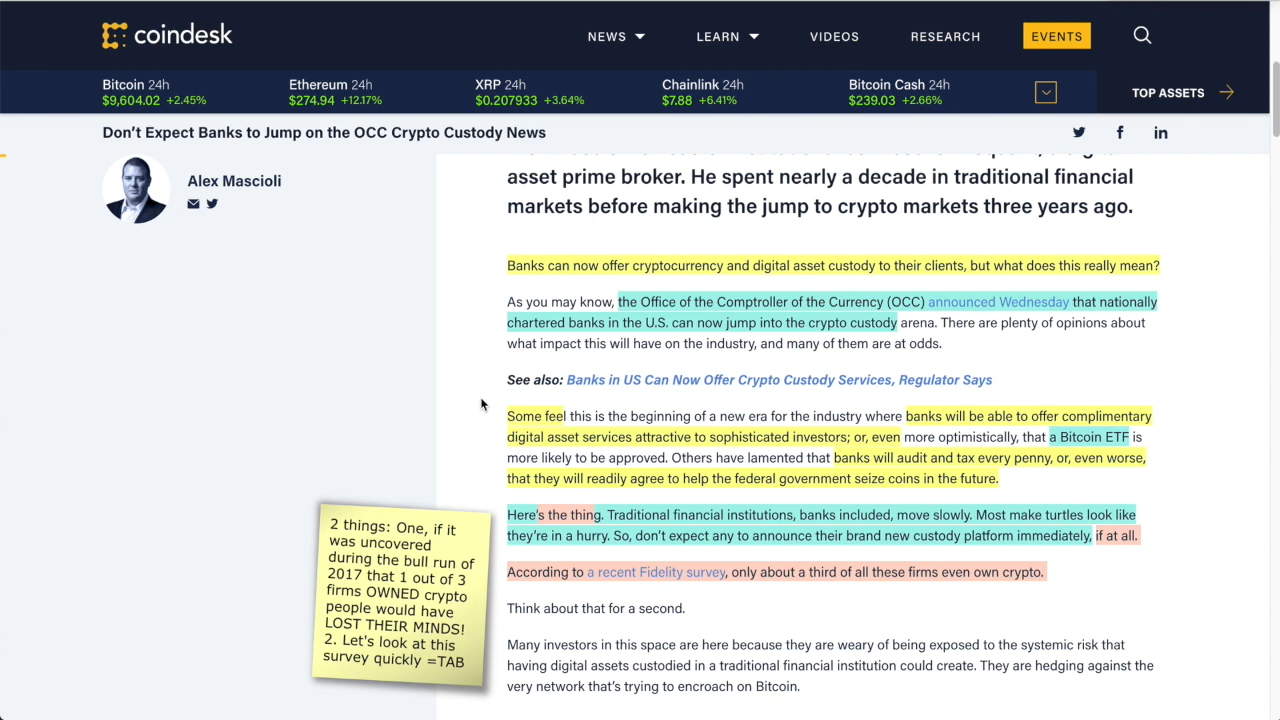 coindesk
NEWS
LEARN
VIDEOS
RESEARCH
EVENTS
Bitcoin 24h
$9,604.02 +2.45%
Ethereum 24h
$274.94 +12.17%
XRP 24h
$0.207933 +3.64%
Chainlink 24h
$7.88 +6.41%
Bitcoin Cash 24h
$239.03 +2.66%
TOP ASSETS
Don't Expect Banks to Jump on the OCC Crypto Custody News
Alex Mascioli
asset prime broker. He spent nearly a decade in traditional financial
markets before making the jump to crypto markets three years ago.
Banks can now offer cryptocurrency and digital asset custody to their clients, but what does this really mean?
As you may know, the Office of the Comptroller of the Currency (OCC) announced Wednesday that nationally
chartered banks in the U.S. can now jump into the crypto custody arena. There are plenty of opinions about
what impact this will have on the industry, and many of them are at odds.
See also: Banks in US Can Now Offer Crypto Custody Services, Regulator Says
Some feel this is the beginning of a new era for the industry where banks will be able to offer complimentary
digital asset services attractive to sophisticated investors; or, even more optimistically, that a Bitcoin ETF is
more likely to be approved. Others have lamented that banks will audit and tax every penny, or, even worse,
that they will readily agree to help the federal government seize coins in the future.
Here's the thing. Traditional financial institutions, banks included, move slowly. Most make turtles look like
they're in a hurry. So, don't expect any to announce their brand new custody platform immediately, if at all.
According to a recent Fidelity survey, only about a third of all these firms even own crypto.
Think about that for a second.
Many investors in this space are here because they are weary of being exposed to the systemic risk that
having digital assets custodied in a traditional financial institution could create. They are hedging against the
very network that's trying to encroach on Bitcoin.
2 things: One, if it
was uncovered
during the bull run of
2017 that 1 out of 3
firms OWNED crypto
people would have
LOST THEIR MINDS!
2. Let's look at this
survey quickly =TAB